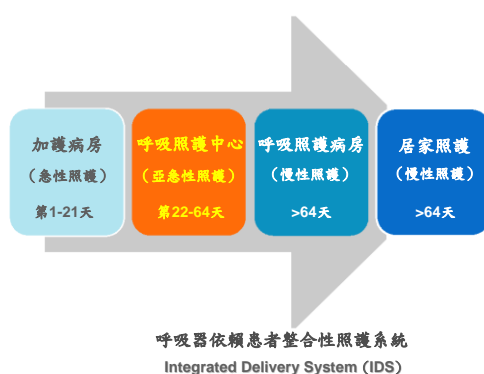 加護病房
（急性照護）
第1-21天
呼吸照護中心
（亞急性照護）
第22-64天
呼吸照護病房
（慢性照護）
>64天
居家照護
（慢性照護）
>64天
呼吸器依賴患者整合性照護系統
Integrated Delivery System (IDS)